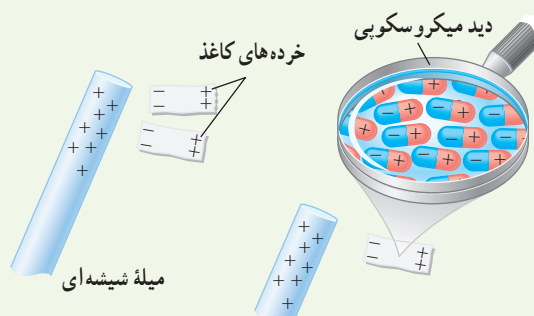 دید میکروسکوپی
خرده‌های کاغذ
میلهٔ شیشه‌ای